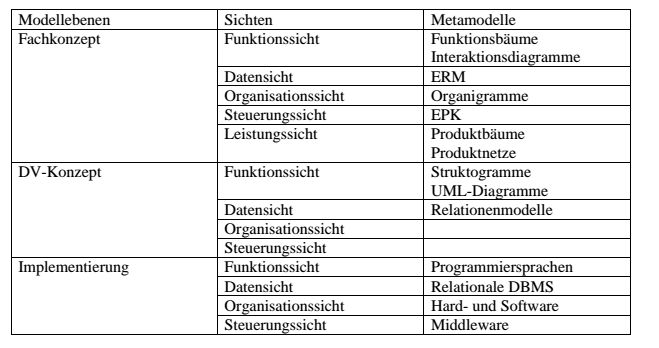 Modellebenen Sichten Metamodelle
Fachkonzept Funktionssicht Funktionsbäume
Interaktionsdiagramme
Datensicht ERM
Organisationssicht Organigramme
Steuerungssicht EPK
Leistungssicht Produktbäume
Produktnetze
DV-Konzept Funktionssicht Struktogramme
UML-Diagramme
Datensicht Relationenmodelle
Organisationssicht
Steuerungssicht
Implementierung Funktionssicht Programmiersprachen
Datensicht Relationale DBMS
Organisationssicht Hard- und Software
Steuerungssicht Middleware